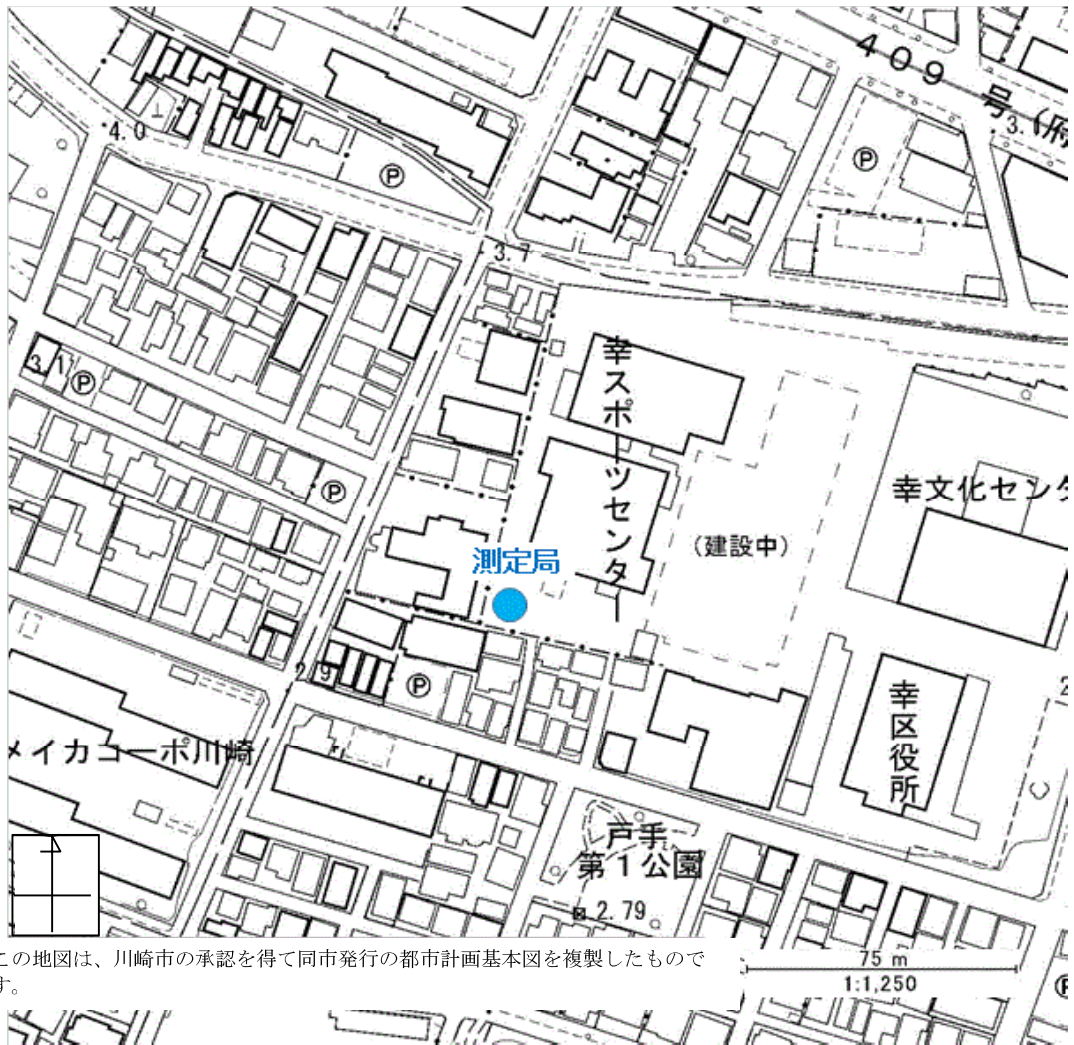 409
号(府
3.
4.0
Ⓟ
Ⓟ
3.7
幸スポーツセンター
3.1
Ⓟ
Ⓟ
幸文化センタ
(建設中)
測定局
2.9
Ⓟ
幸区役所
メイカコーポ川崎
戸手
第1公園
2.79
この地図は、川崎市の承認を得て同市発行の都市計画基本図を複製したもので
す。
75 m
1:1,250
Ⓟ